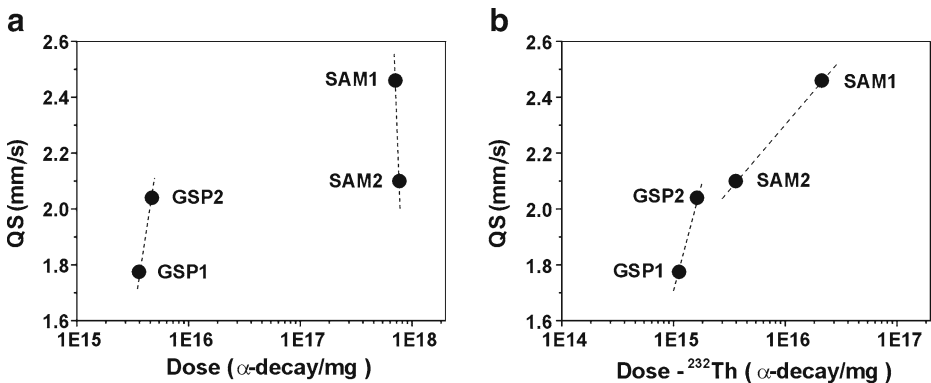 a
2.6
2.4
2.2
2.0
1.8
1.6
QS (mm/s)
SAM1
SAM2
GSP2
GSP1
1E15 1E16 1E17 1E18
Dose ( α-decay/mg )
b
2.6
2.4
2.2
2.0
1.8
1.6
QS (mm/s)
SAM1
SAM2
GSP2
GSP1
1E14 1E15 1E16 1E17
Dose - ²³²Th ( α-decay/mg )